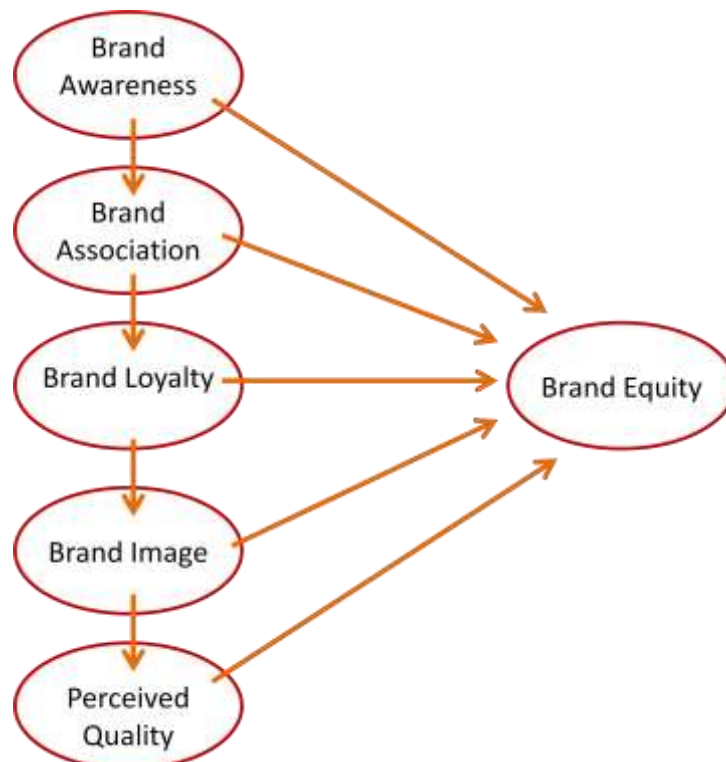 Brand
Awareness
Brand
Association
Brand Loyalty
Brand Equity
Brand Image
Perceived
Quality